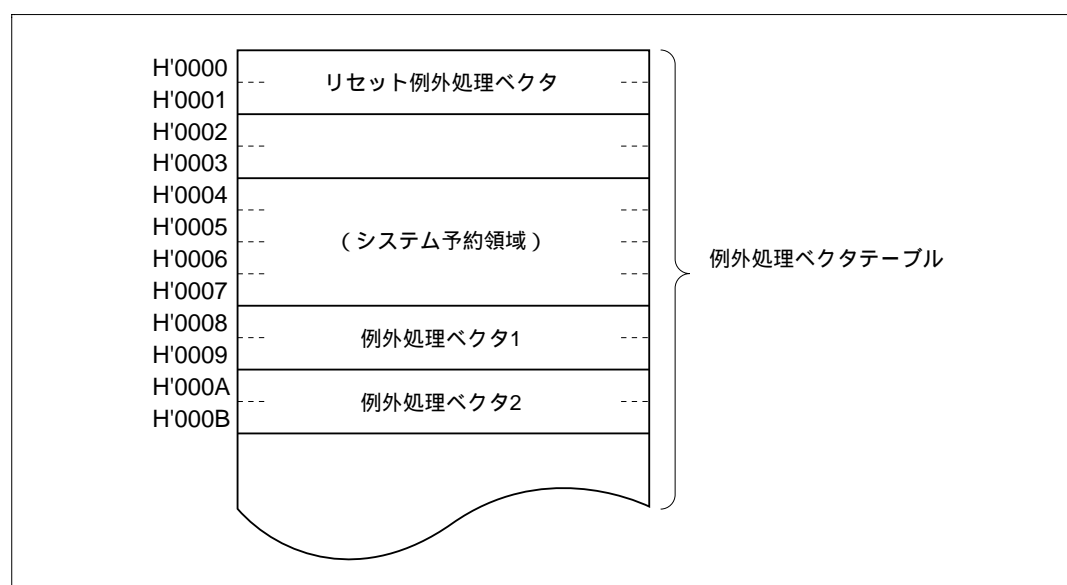 H'0000
リセット例外処理ベクタ
H'0001
H'0002
H'0003
H'0004
H'0005
(システム予約領域)
H'0006
例外処理ベクタテーブル
H'0007
H'0008
例外処理ベクタ1
H'0009
H'000A
例外処理ベクタ2
H'000B